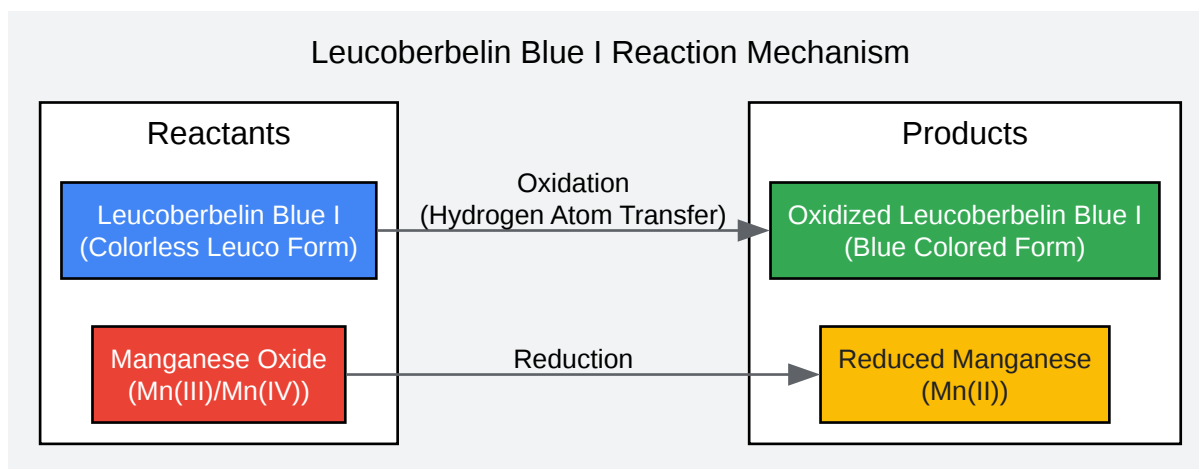 Leucoberbelin Blue I Reaction Mechanism
Reactants
Products
Leucoberbelin Blue I
(Colorless Leuco Form)
Oxidation
(Hydrogen Atom Transfer)
Oxidized Leucoberbelin Blue I
(Blue Colored Form)
Manganese Oxide
(Mn(III)/Mn(IV))
Reduction
Reduced Manganese
(Mn(II))